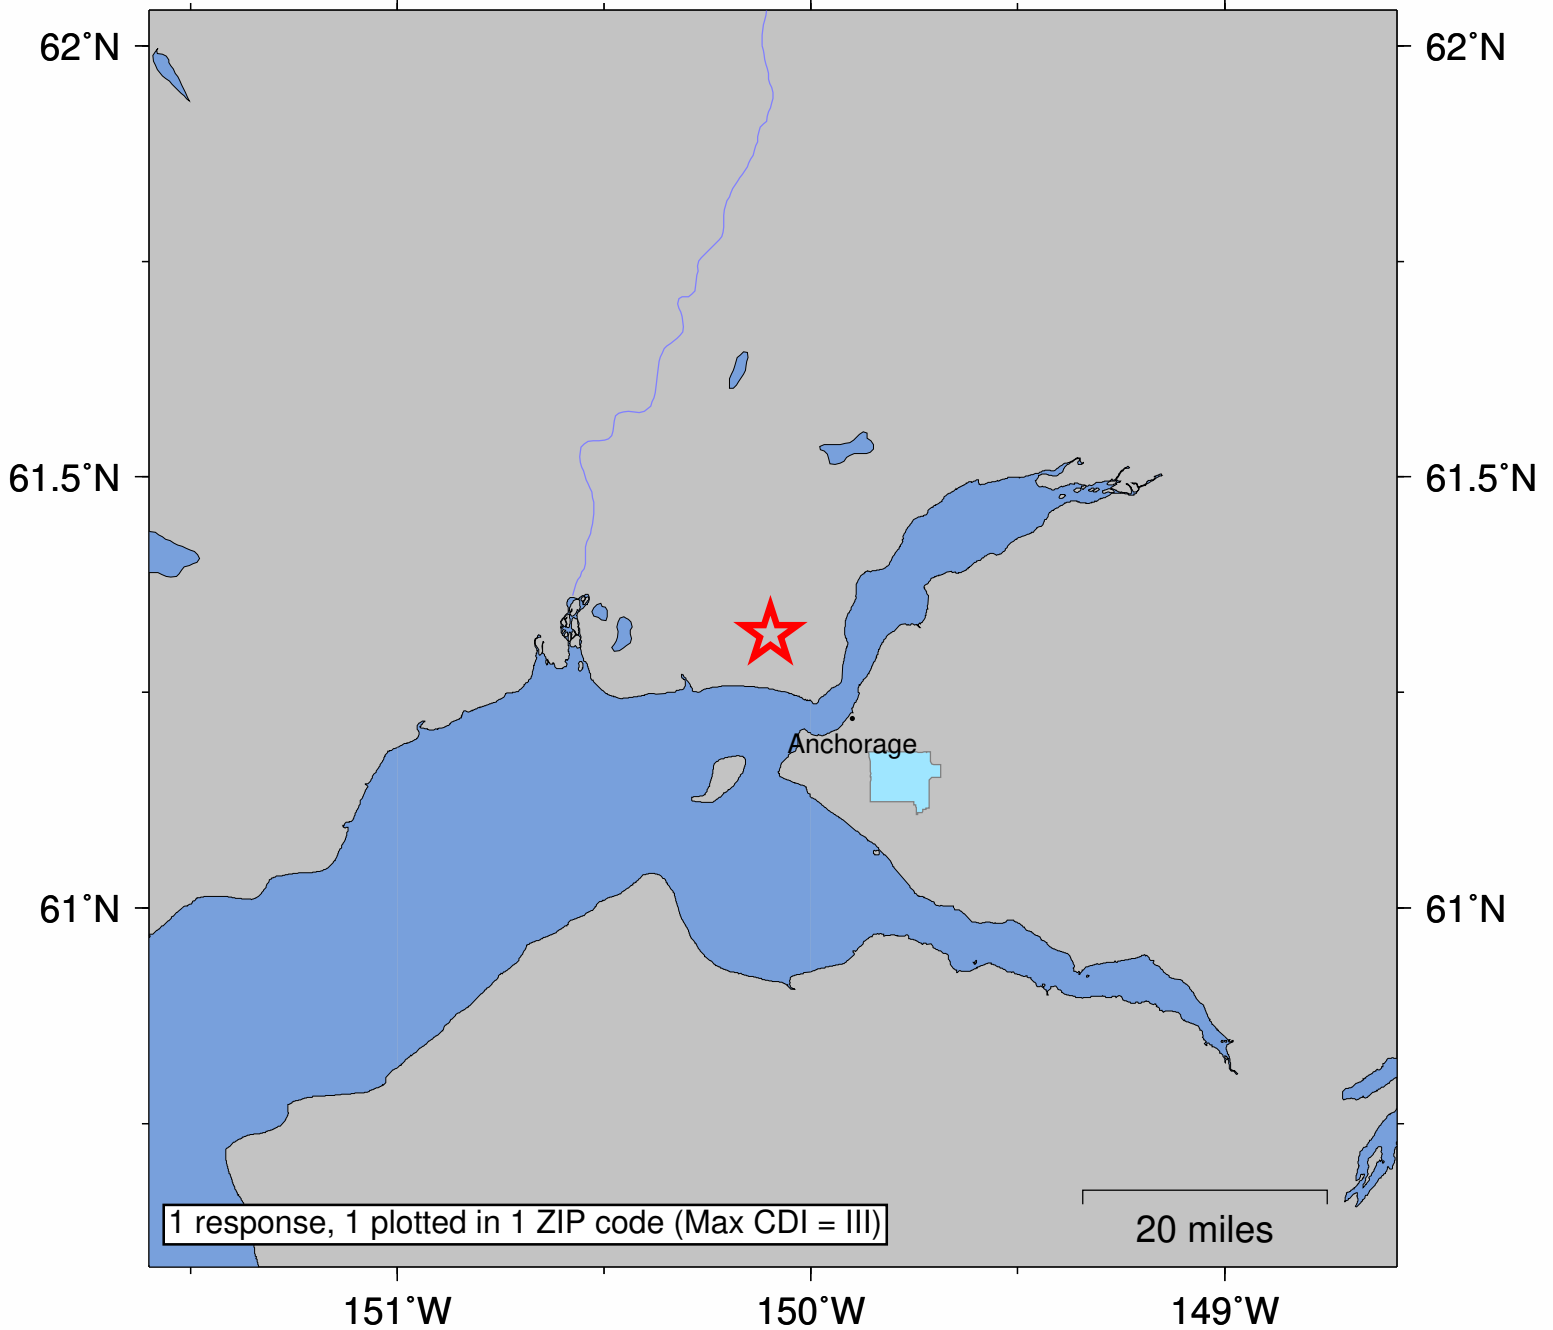 62˚N 62˚N
61.5˚N 61.5˚N
Anchorage
61˚N 61˚N
1 response, 1 plotted in 1 ZIP code (Max CDI = III)
20 miles
151˚W 150˚W 149˚W